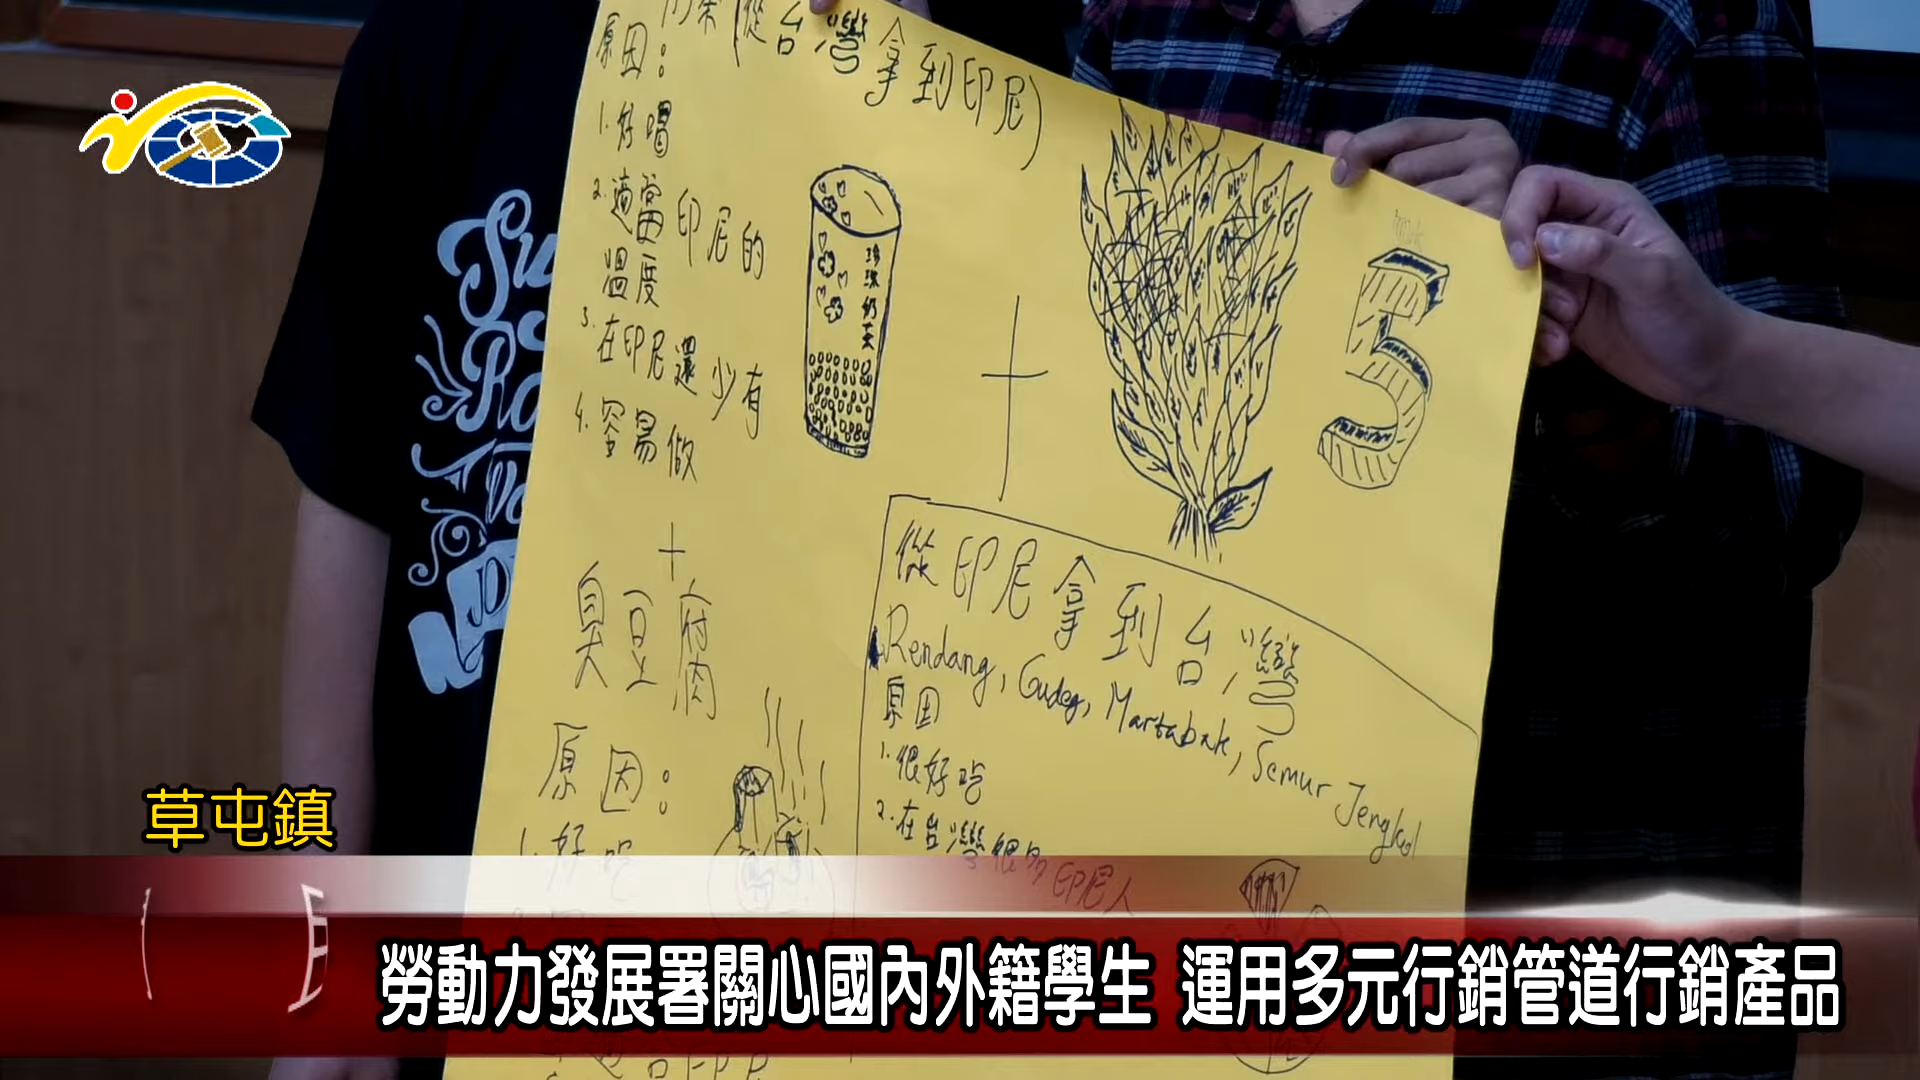 (從台灣拿到印尼)
原因：
1.好喝
2.適當印尼的
溫度
3.在印尼還少有
4.容易做
珍珠奶茶
+
+
5
臭豆腐
原因：
1.好吃
從印尼拿到台灣
Rendang, Gudeg, Martabak, Semur Jengkol
原因
1.很好吃
2.在台灣很多印尼人
草屯鎮
勞動力發展署關心國內外籍學生 運用多元行銷管道行銷產品